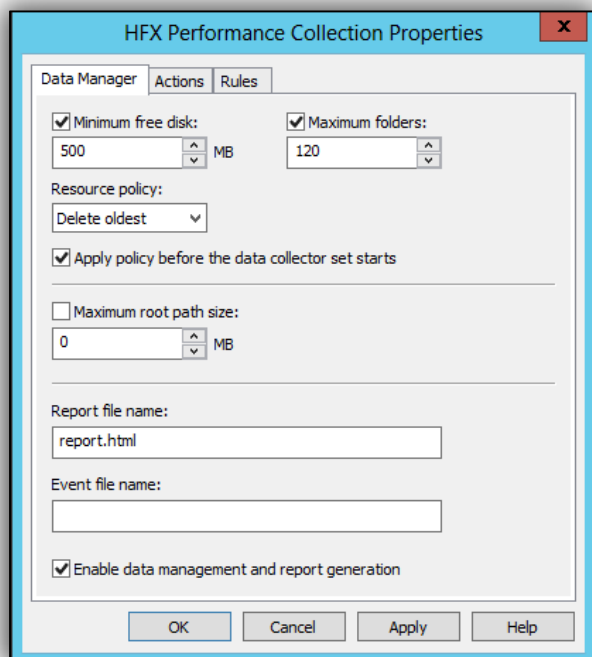 HFX Performance Collection Properties
x
Data Manager Actions Rules
Minimum free disk: Maximum folders:
500 MB 120
Resource policy:
Delete oldest
Apply policy before the data collector set starts
Maximum root path size:
0 MB
Report file name:
report.html
Event file name:
Enable data management and report generation
OK Cancel Apply Help